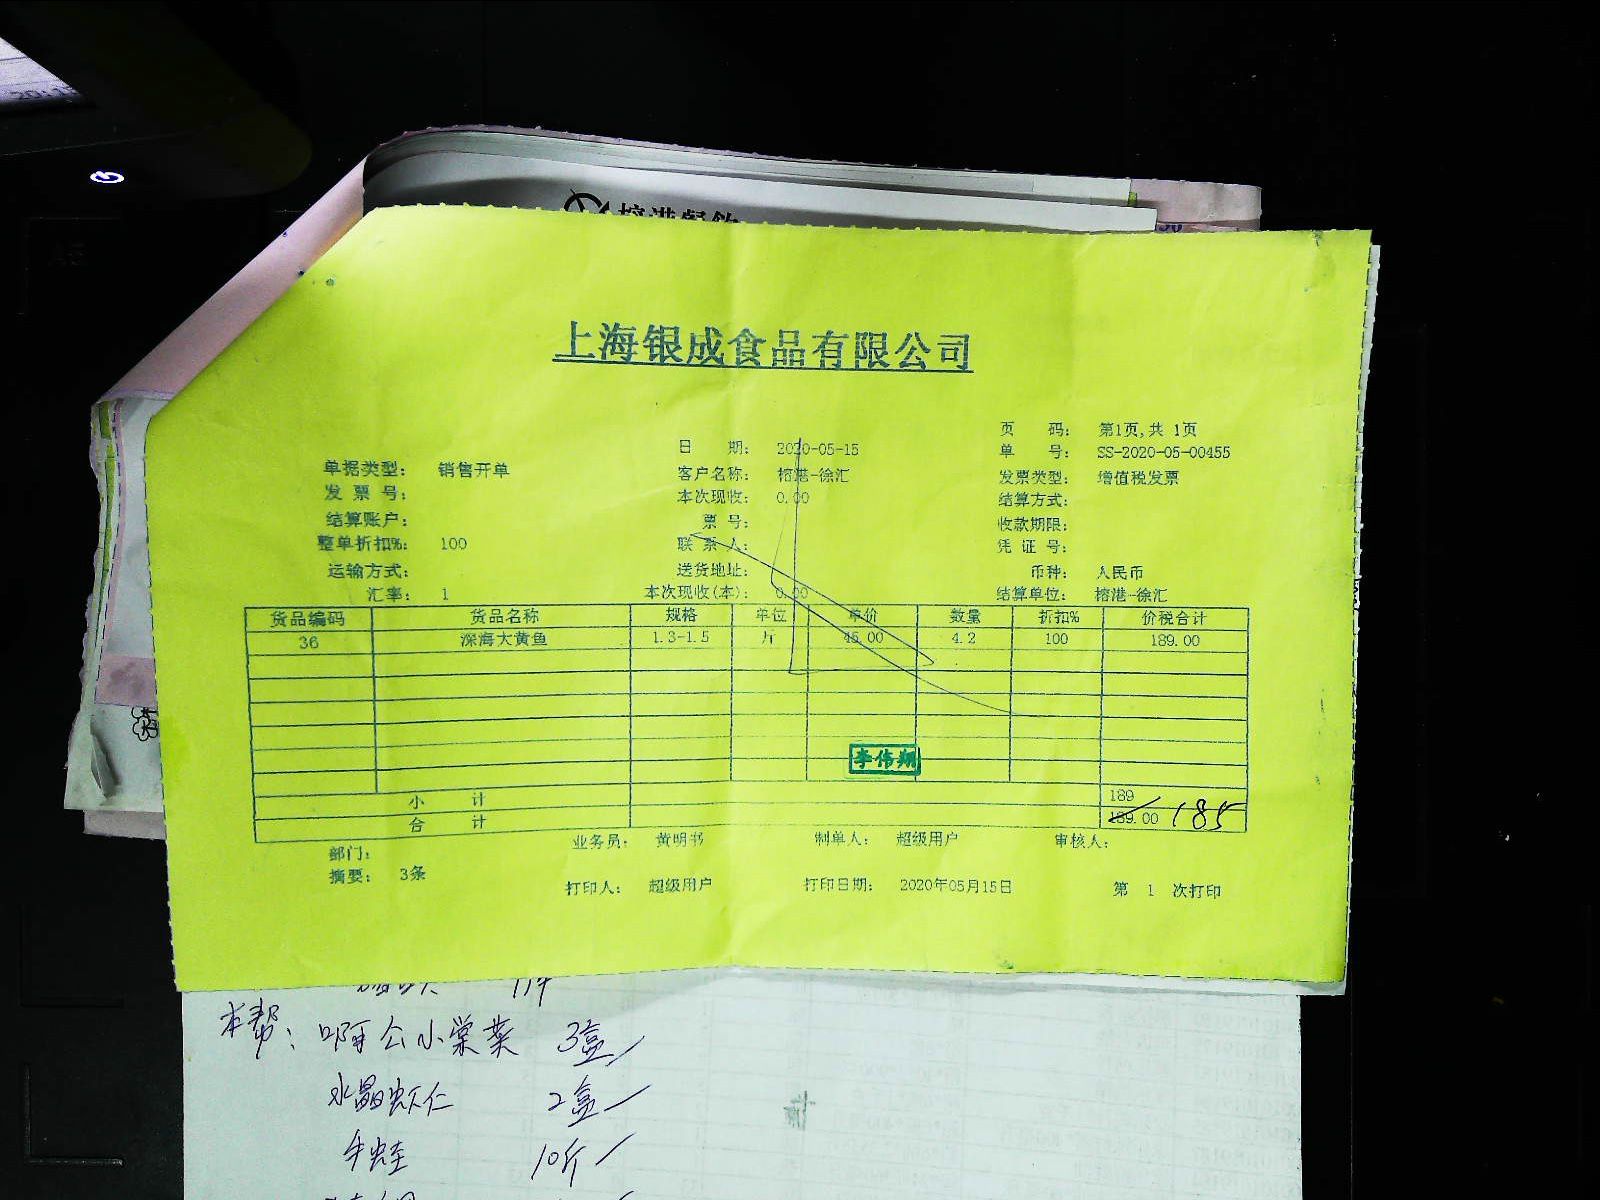 榕港餐飲
上海银成食品有限公司
页 码: 第1页,共 1页
日 期: 2020-05-15
单 号: SS-2020-05-00455
单据类型: 销售开单
客户名称: 榕港-徐汇
发票类型: 增值税发票
发 票 号:
本次现收: 0.00
结算方式:
结算账户:
票 号:
收款期限:
整单折扣%: 100
联 系 人:
凭 证 号:
运输方式:
送货地址:
币种: 人民币
汇率: 1
本次现收(本): 0.00
结算单位: 榕港-徐汇
货品编码 货品名称 规格 单位 单价 数量 折扣% 价税合计
36 深海大黄鱼 1.3-1.5 斤 45.00 4.2 100 189.00
李伟翔
小 计 189
合 计 189.00 185
部门: 业务员: 黄明书 制单人: 超级用户 审核人:
摘要: 3条 打印人: 超级用户 打印日期: 2020年05月15日 第 1 次打印
本帮: 啊公小棠菜 3盒
水晶虾仁 2盒
牛蛙 10斤